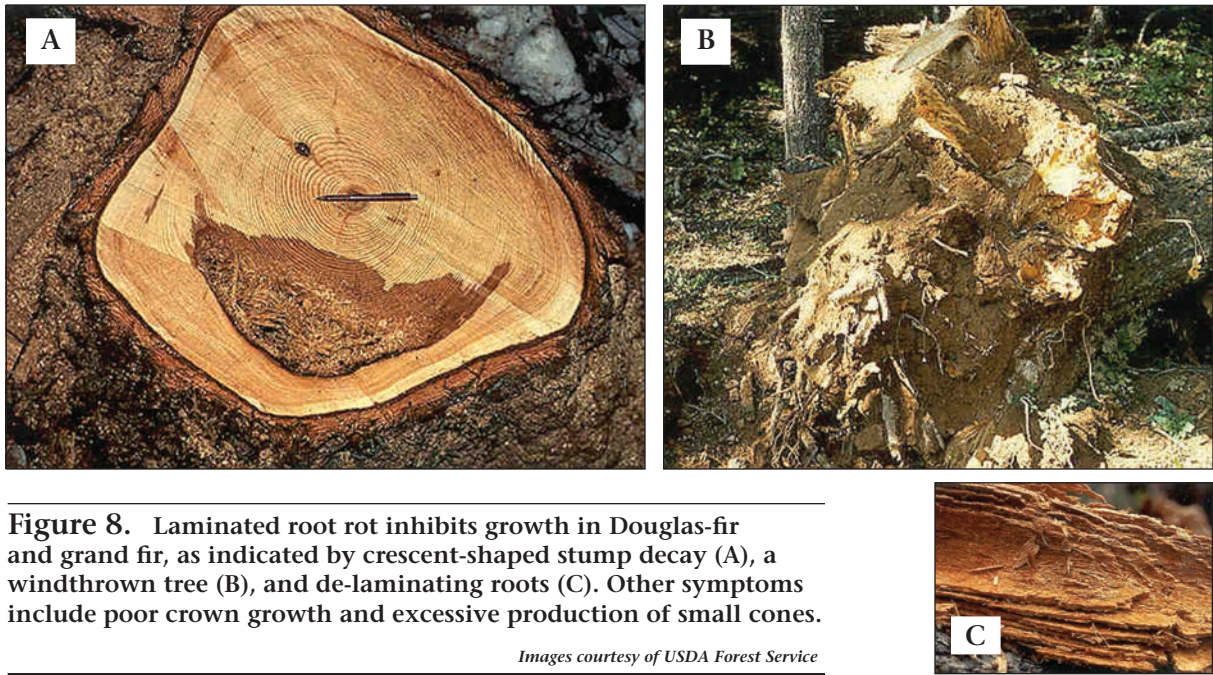 A
B
Figure 8. Laminated root rot inhibits growth in Douglas-fir
and grand fir, as indicated by crescent-shaped stump decay (A), a
windthrown tree (B), and de-laminating roots (C). Other symptoms
include poor crown growth and excessive production of small cones.
Images courtesy of USDA Forest Service
C